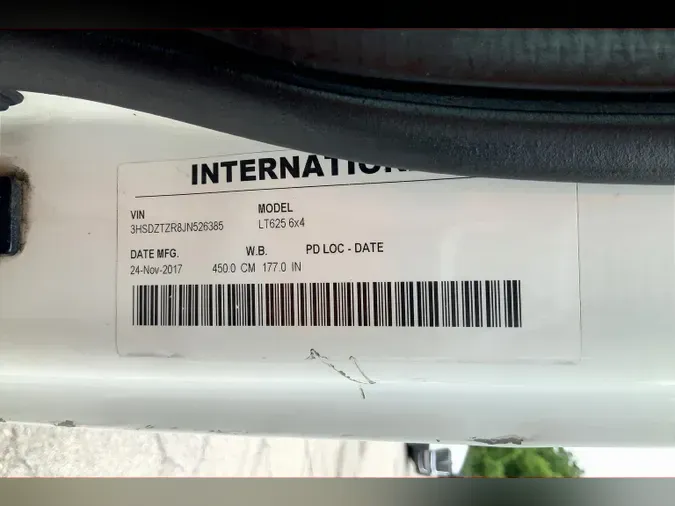 INTERNATION
VIN MODEL
3HSDZTZR8JN526385 LT625 6x4
DATE MFG. W.B. PD LOC - DATE
24-Nov-2017 450.0 CM 177.0 IN